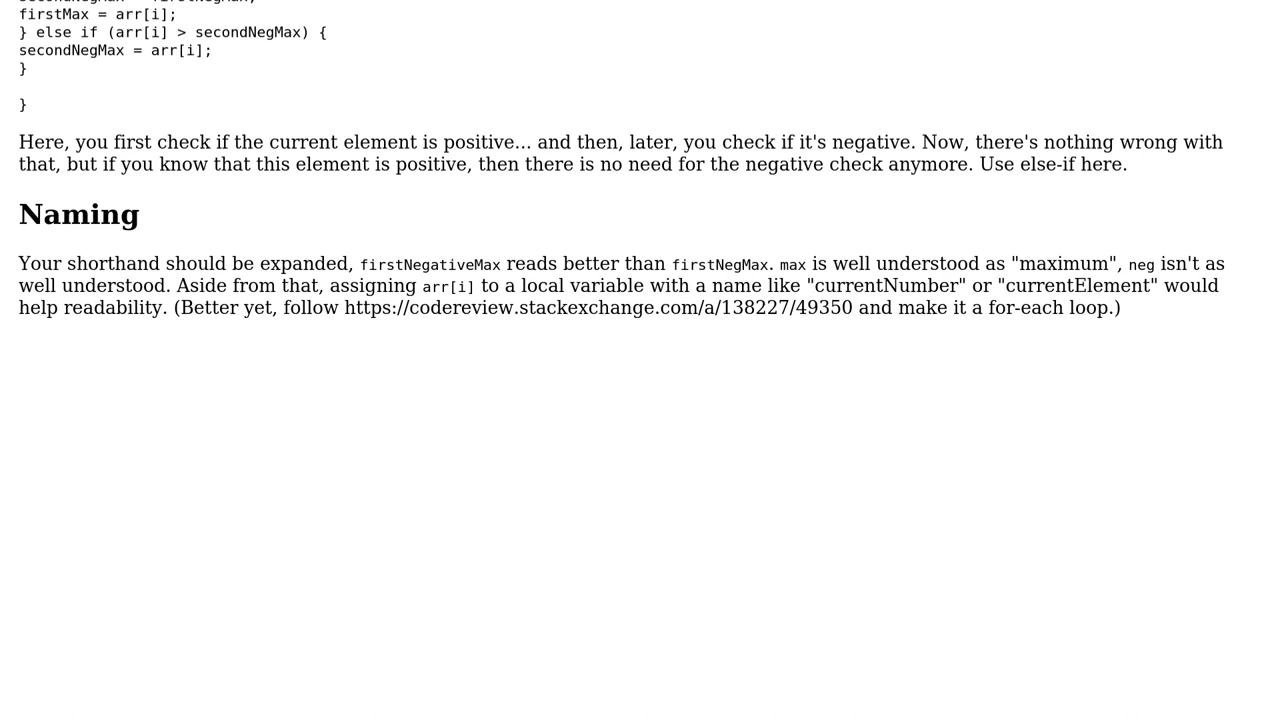 firstMax = arr[i];
} else if (arr[i] > secondNegMax) {
secondNegMax = arr[i];
}
}
Here, you first check if the current element is positive... and then, later, you check if it's negative. Now, there's nothing wrong with
that, but if you know that this element is positive, then there is no need for the negative check anymore. Use else-if here.
Naming
Your shorthand should be expanded, firstNegativeMax reads better than firstNegMax. max is well understood as "maximum", neg isn't as
well understood. Aside from that, assigning arr[i] to a local variable with a name like "currentNumber" or "currentElement" would
help readability. (Better yet, follow https://codereview.stackexchange.com/a/138227/49350 and make it a for-each loop.)